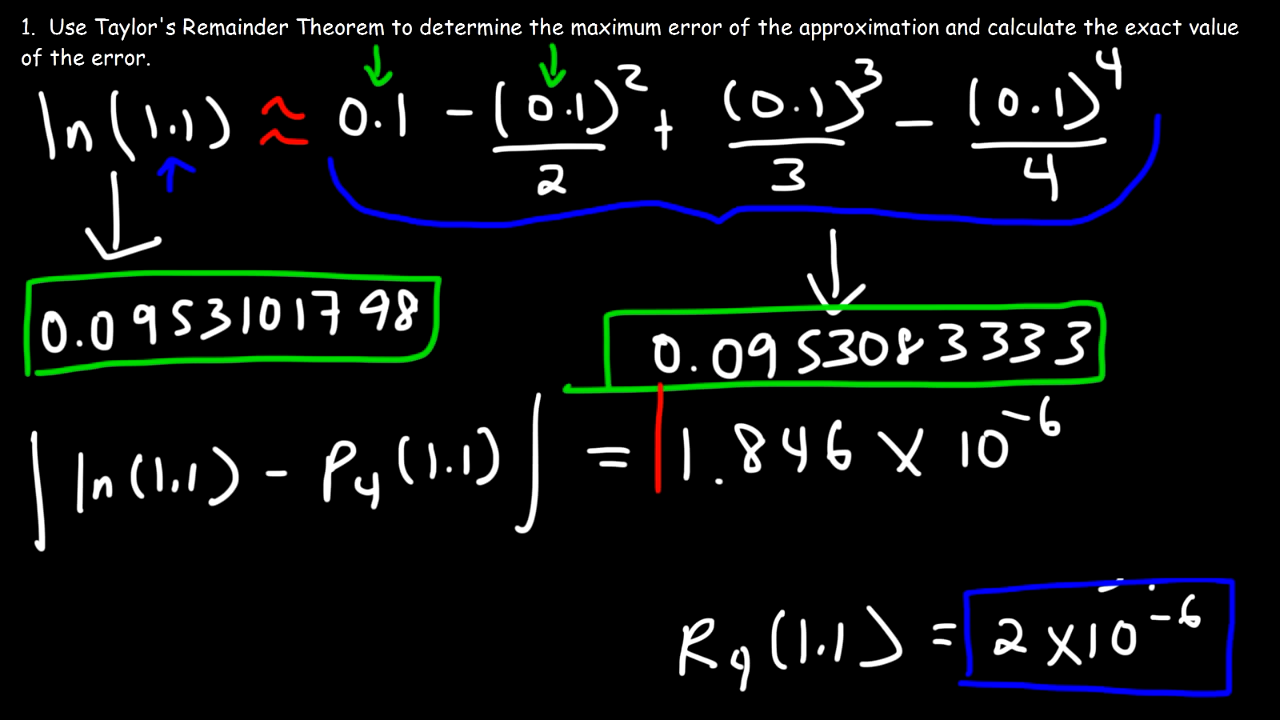 1. Use Taylor's Remainder Theorem to determine the maximum error of the approximation and calculate the exact value
of the error.
ln(1.1) ≈ 0.1 - (0.1)²/2 + (0.1)³/3 - (0.1)⁴/4
0.0953101798
0.0953083333
|ln(1.1) - P₄(1.1)| = 1.846 × 10⁻⁶
R₄(1.1) = 2 × 10⁻⁶